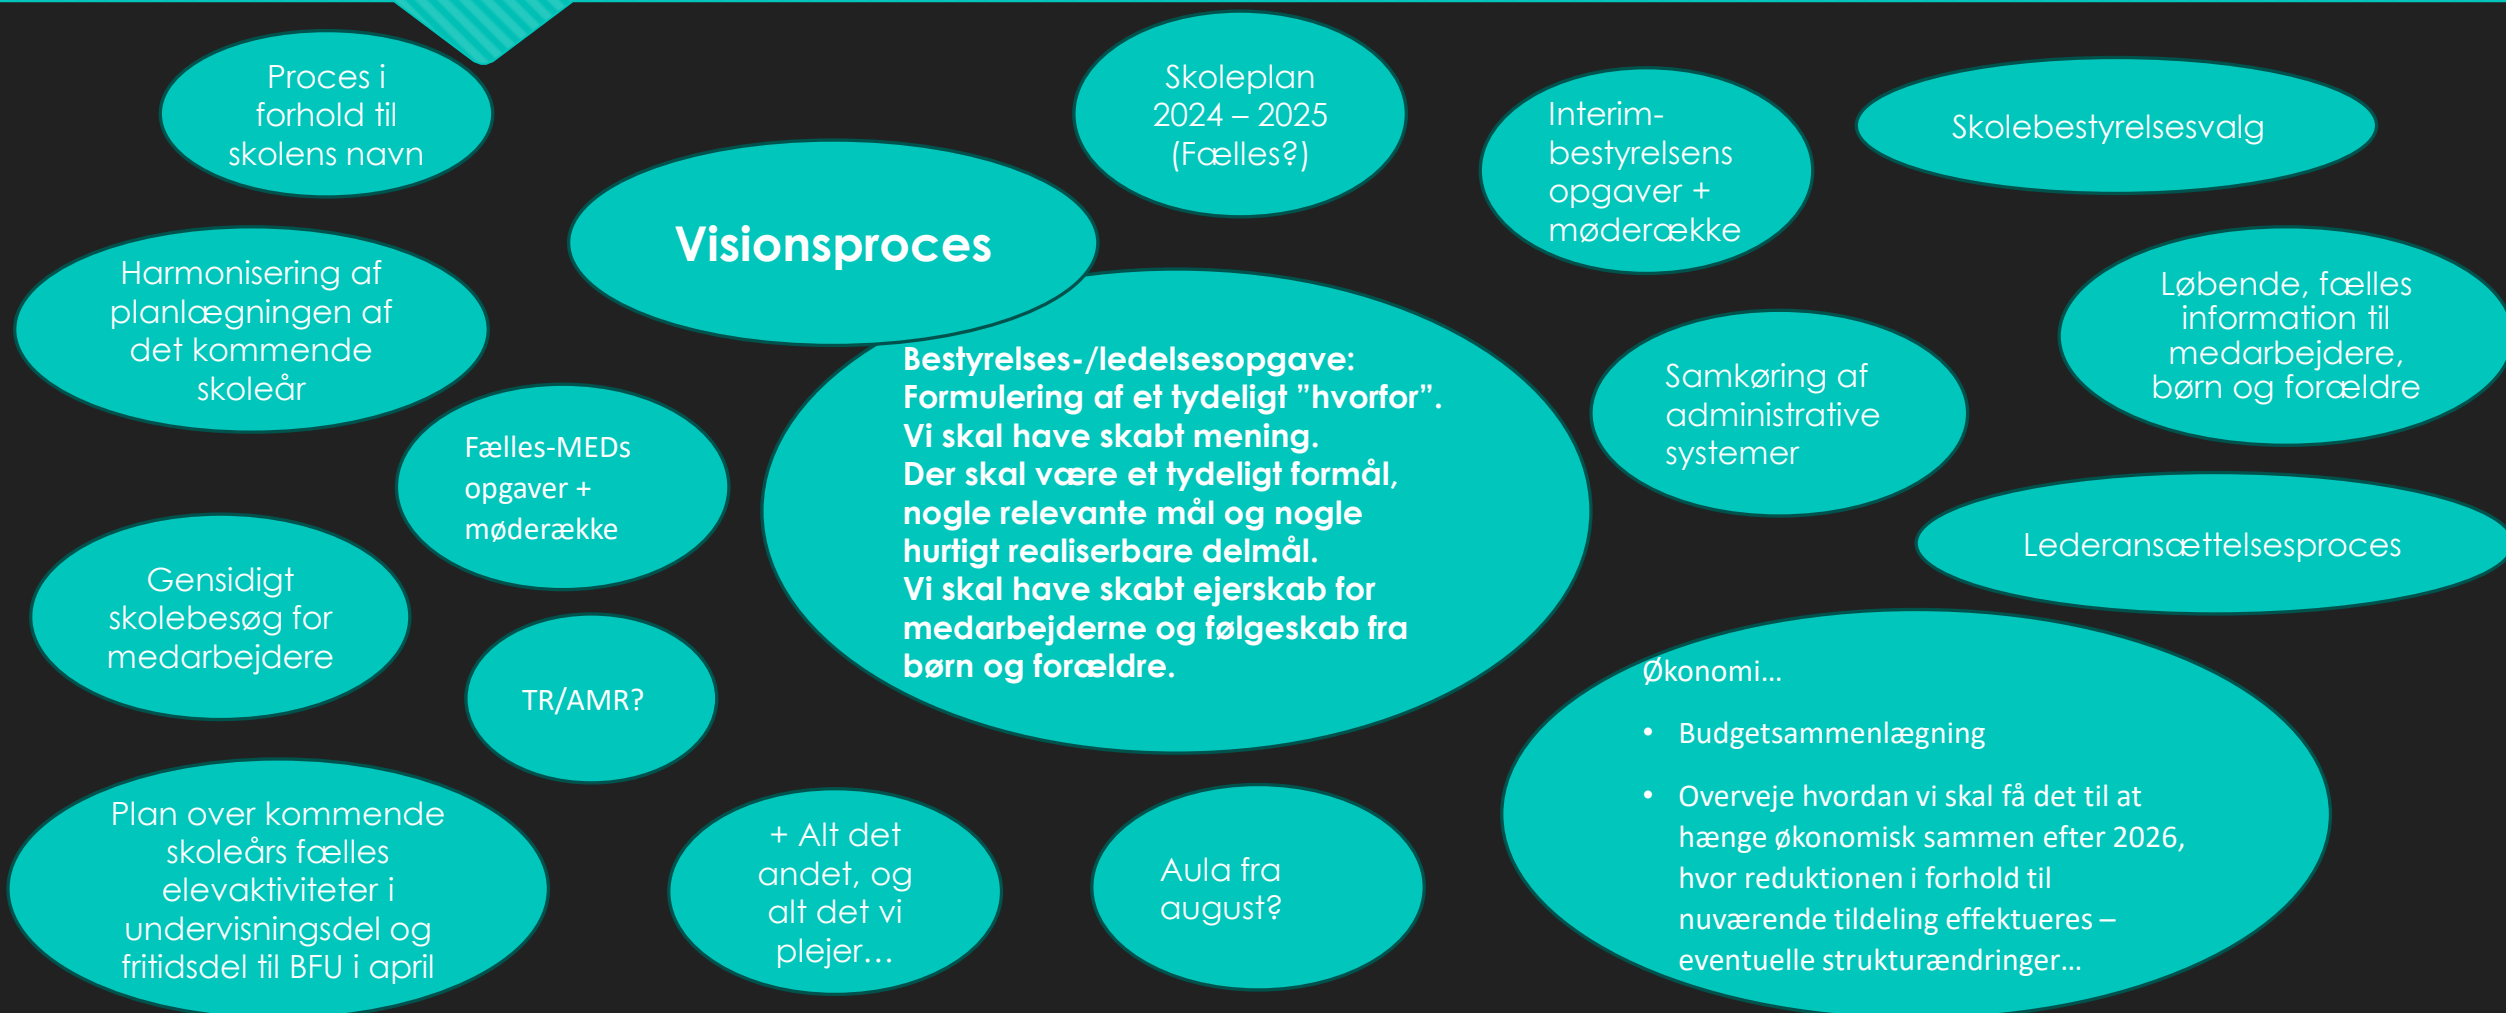 Proces i
forhold til
skolens navn
Skoleplan
2024 – 2025
(Fælles?)
Interim-
bestyrelsens
opgaver +
møderække
Skolebestyrelsesvalg
Visionsproces
Harmonisering af
planlægningen af
det kommende
skoleår
Løbende, fælles
information til
medarbejdere,
børn og forældre
Bestyrelses-/ledelsesopgave:
Formulering af et tydeligt ”hvorfor”.
Vi skal have skabt mening.
Der skal være et tydeligt formål,
nogle relevante mål og nogle
hurtigt realiserbare delmål.
Vi skal have skabt ejerskab for
medarbejderne og følgeskab fra
børn og forældre.
Samkøring af
administrative
systemer
Fælles-MEDs
opgaver +
møderække
Lederansættelsesproces
Gensidigt
skolebesøg for
medarbejdere
TR/AMR?
Økonomi…
• Budgetsammenlægning
• Overveje hvordan vi skal få det til at
hænge økonomisk sammen efter 2026,
hvor reduktionen i forhold til
nuværende tildeling effektueres –
eventuelle strukturændringer…
Plan over kommende
skoleårs fælles
elevaktiviteter i
undervisningsdel og
fritidsdel til BFU i april
+ Alt det
andet, og
alt det vi
plejer…
Aula fra
august?